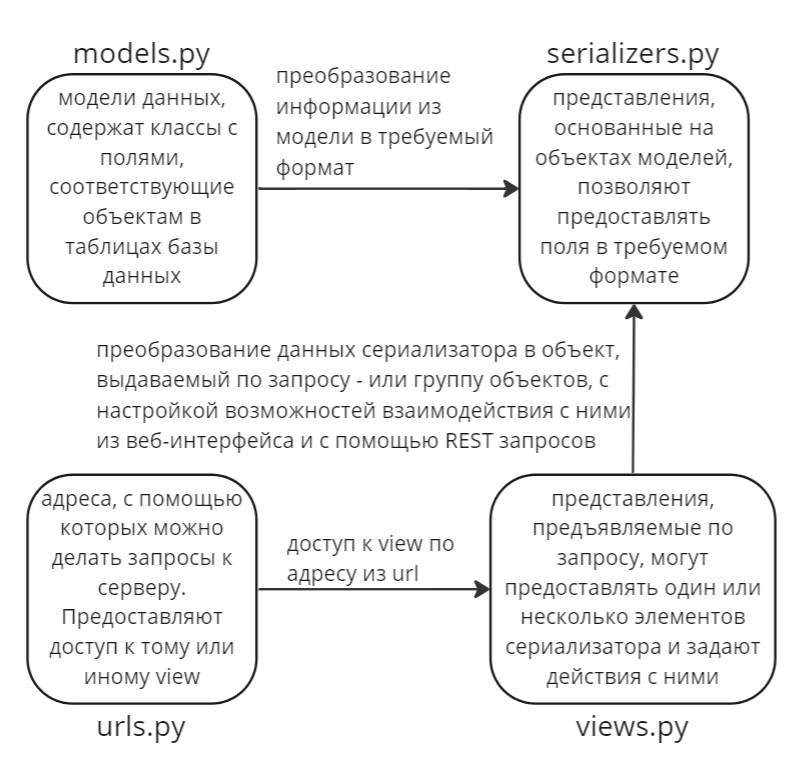 models.py
модели данных,
содержат классы с
полями,
соответствующие
объектам в
таблицах базы
данных
преобразование
информации из
модели в требуемый
формат
serializers.py
представления,
основанные на
объектах моделей,
позволяют
предоставлять
поля в требуемом
формате
преобразование данных сериализатора в объект,
выдаваемый по запросу - или группу объектов, с
настройкой возможностей взаимодействия с ними
из веб-интерфейса и с помощью REST запросов
адреса, с помощью
которых можно
делать запросы к
серверу.
Предоставляют
доступ к тому или
иному view
urls.py
доступ к view по
адресу из url
представления,
предъявляемые по
запросу, могут
предоставлять один или
несколько элементов
сериализатора и задают
действия с ними
views.py